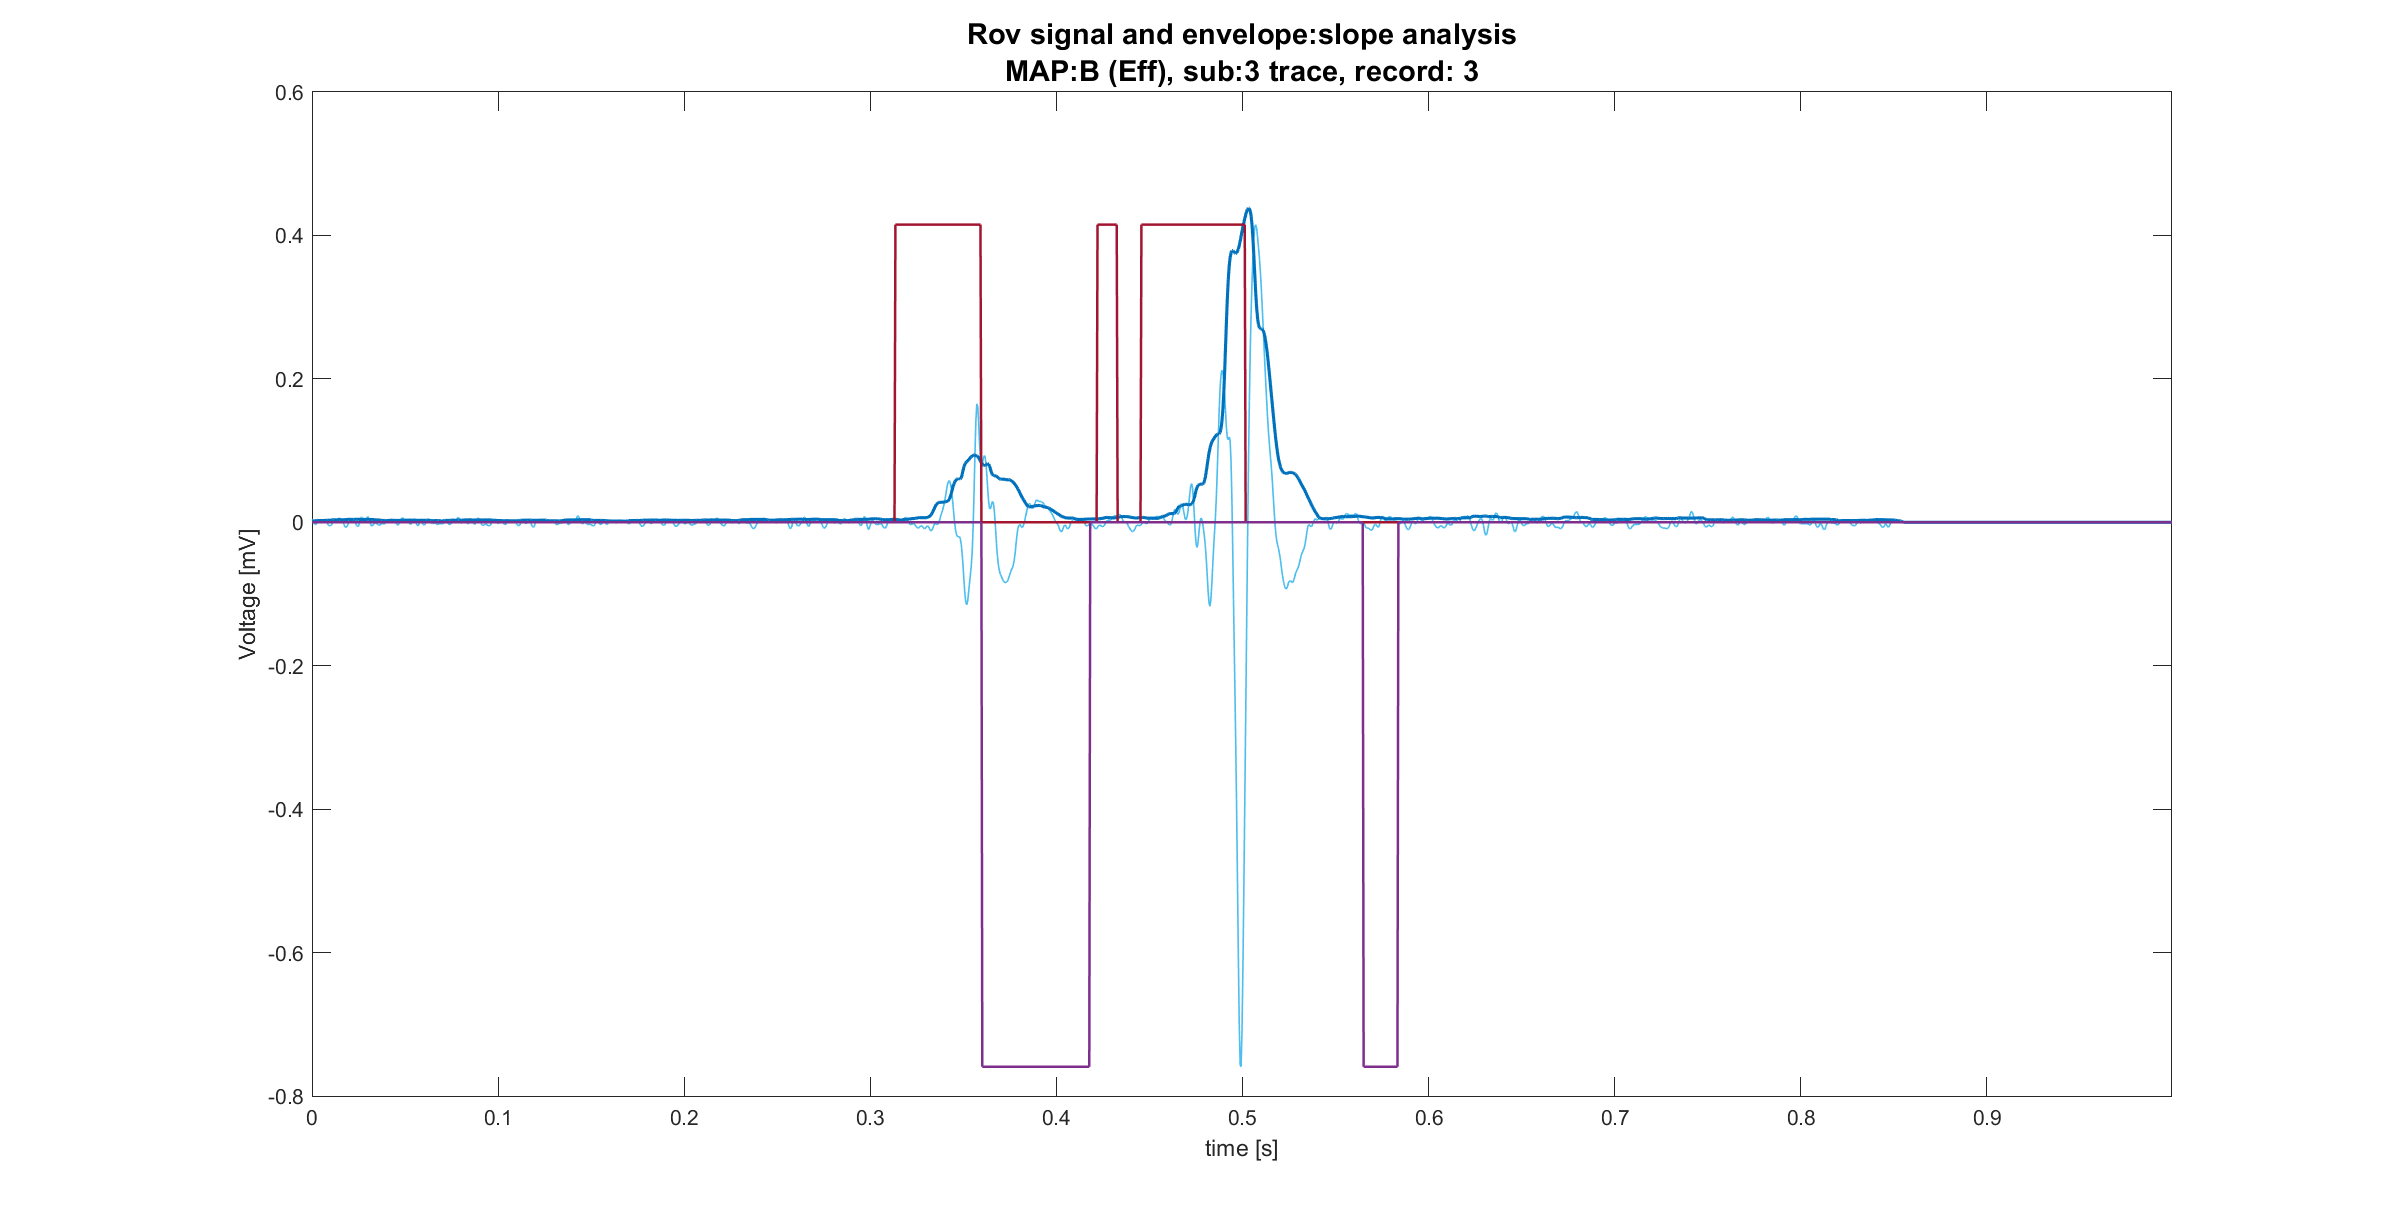 Rov signal and envelope:slope analysis
MAP:B (Eff), sub:3 trace, record: 3
0.6
0.4
0.2
0
-0.2
-0.4
-0.6
-0.8
Voltage [mV]
0 0.1 0.2 0.3 0.4 0.5 0.6 0.7 0.8 0.9
time [s]